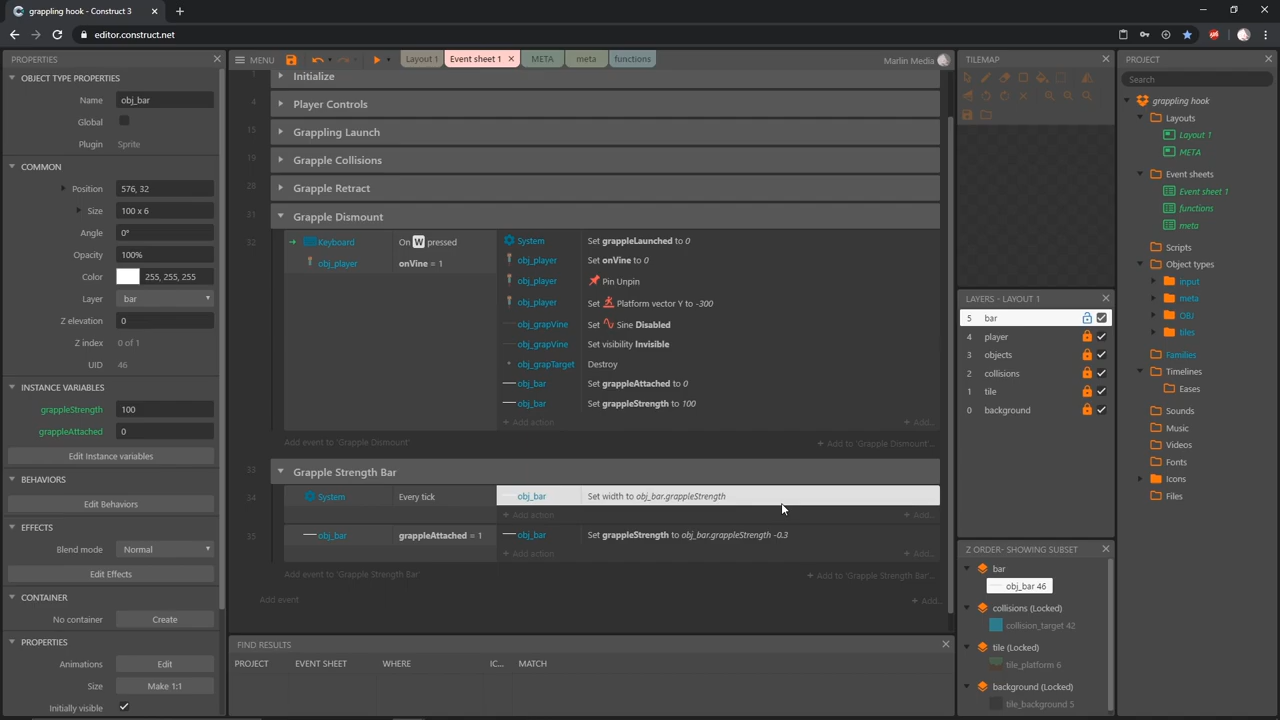 grappling hook - Construct 3
editor.construct.net
PROPERTIES
OBJECT TYPE PROPERTIES
Name obj_bar
Global
Plugin Sprite
COMMON
Position 576, 32
Size 100 x 6
Angle 0°
Opacity 100%
Color 255, 255, 255
Layer bar
Z elevation 0
Z index 0 of 1
UID 46
INSTANCE VARIABLES
grappleStrength 100
grappleAttached 0
Edit Instance variables
BEHAVIORS
Edit Behaviors
EFFECTS
Blend mode Normal
Edit Effects
CONTAINER
No container Create
PROPERTIES
Animations Edit
Size Make 1:1
Initially visible
MENU
Layout 1
Event sheet 1
META
meta
functions
Marlin Media
1 Initialize
4 Player Controls
15 Grappling Launch
19 Grapple Collisions
28 Grapple Retract
31 Grapple Dismount
32 Keyboard On W pressed System Set grappleLaunched to 0
obj_player onVine = 1 obj_player Set onVine to 0
obj_player Pin Unpin
obj_player Set Platform vector Y to -300
obj_grapVine Set Sine Disabled
obj_grapVine Set visibility Invisible
obj_grapTarget Destroy
obj_bar Set grappleAttached to 0
obj_bar Set grappleStrength to 100
+ Add action + Add...
Add event to 'Grapple Dismount' + Add to 'Grapple Dismount'...
33 Grapple Strength Bar
34 System Every tick obj_bar Set width to obj_bar.grappleStrength
+ Add action + Add...
35 obj_bar grappleAttached = 1 obj_bar Set grappleStrength to obj_bar.grappleStrength -0.3
+ Add action + Add...
Add event to 'Grapple Strength Bar' + Add to 'Grapple Strength Bar'...
Add event + Add...
FIND RESULTS
PROJECT EVENT SHEET WHERE IC... MATCH
TILEMAP
LAYERS - LAYOUT 1
5 bar
4 player
3 objects
2 collisions
1 tile
0 background
Z ORDER- SHOWING SUBSET
bar
obj_bar 46
collisions (Locked)
collision_target 42
tile (Locked)
tile_platform 6
background (Locked)
tile_background 5
PROJECT
Search
grappling hook
Layouts
Layout 1
META
Event sheets
Event sheet 1
functions
meta
Scripts
Object types
input
meta
OBJ
tiles
Families
Timelines
Eases
Sounds
Music
Videos
Fonts
Icons
Files